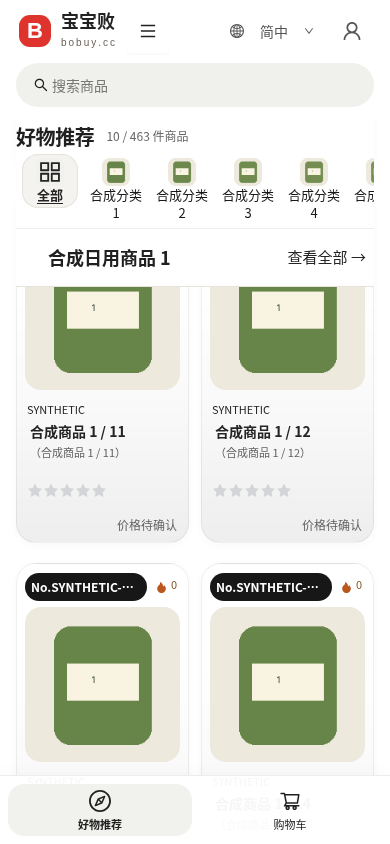 B 宝宝败 简中
bobuy.cc
搜索商品
好物推荐 10 / 463 件商品
全部 合成分类 1 合成分类 2 合成分类 3 合成分类 4 合成
合成日用商品 1 查看全部 →
1 1
SYNTHETIC SYNTHETIC
合成商品 1 / 11 合成商品 1 / 12
（合成商品 1 / 11） （合成商品 1 / 12）
价格待确认 价格待确认
No.SYNTHETIC-··· 0 No.SYNTHETIC-··· 0
1 1
SYNTHETIC SYNTHETIC
好物推荐 购物车